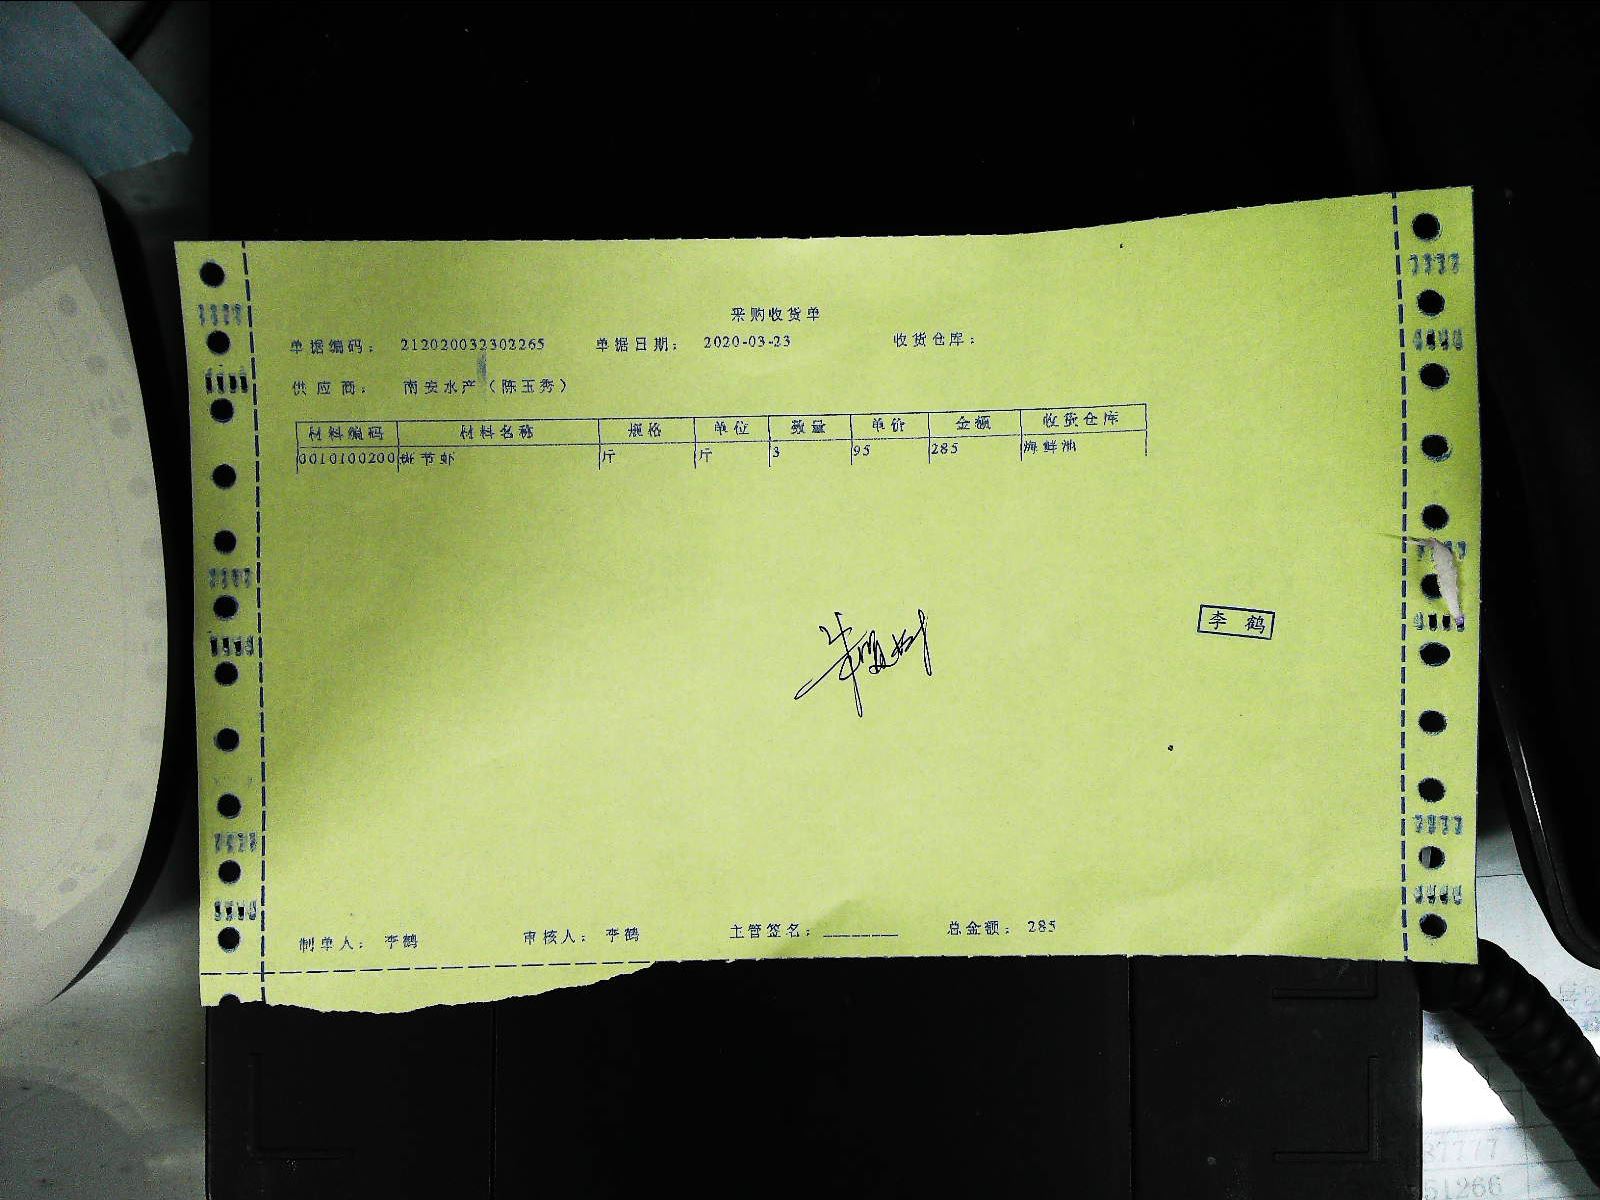 采购收货单
单据编码: 212020032302265 单据日期: 2020-03-23 收货仓库:
供应商: 南安水产(陈玉秀)
材料编码 材料名称 规格 单位 数量 单价 金额 收货仓库
0010100200 斑节虾 斤 斤 3 95 285 海鲜池
李鹤
制单人: 李鹤 审核人: 李鹤 主管签名:_______ 总金额: 285
37777
51266